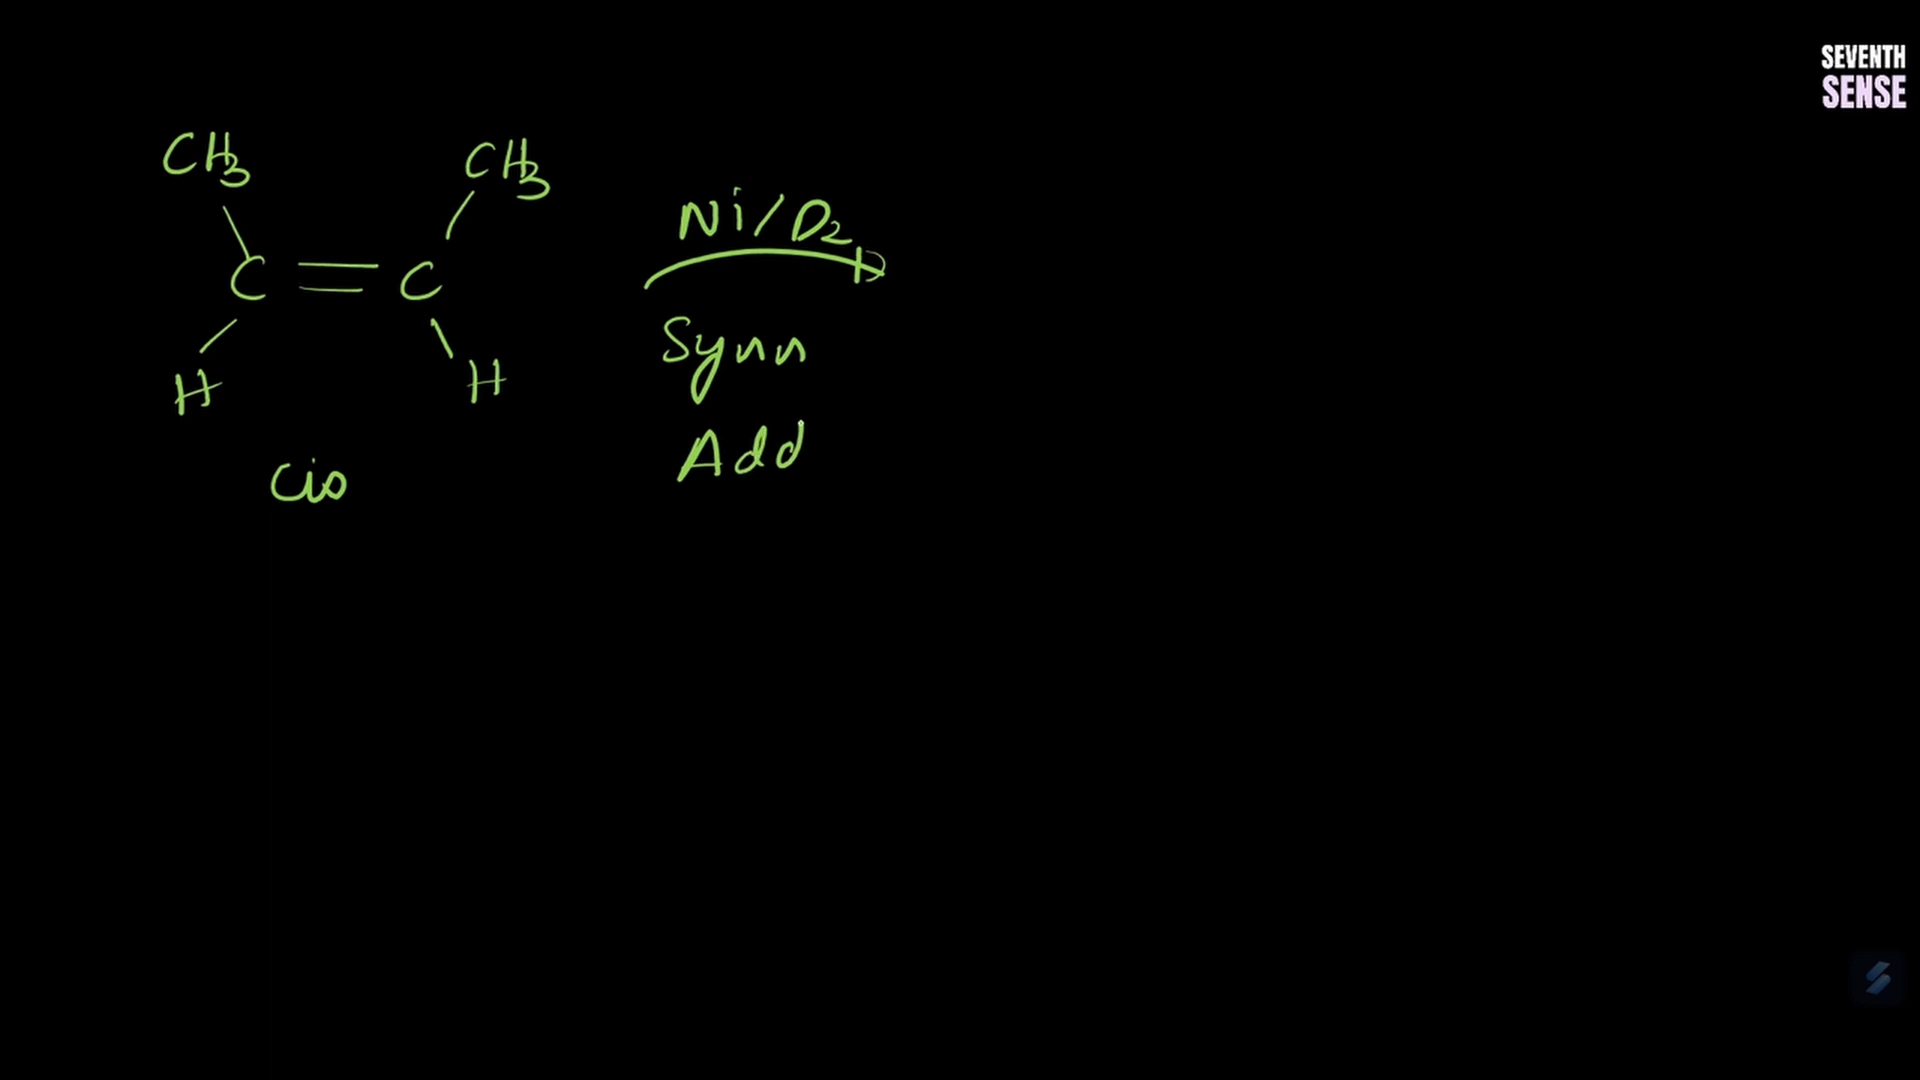 SEVENTH
SENSE
CH3 CH3
Ni/D2
C = C
Synn
H H
Add
Cis